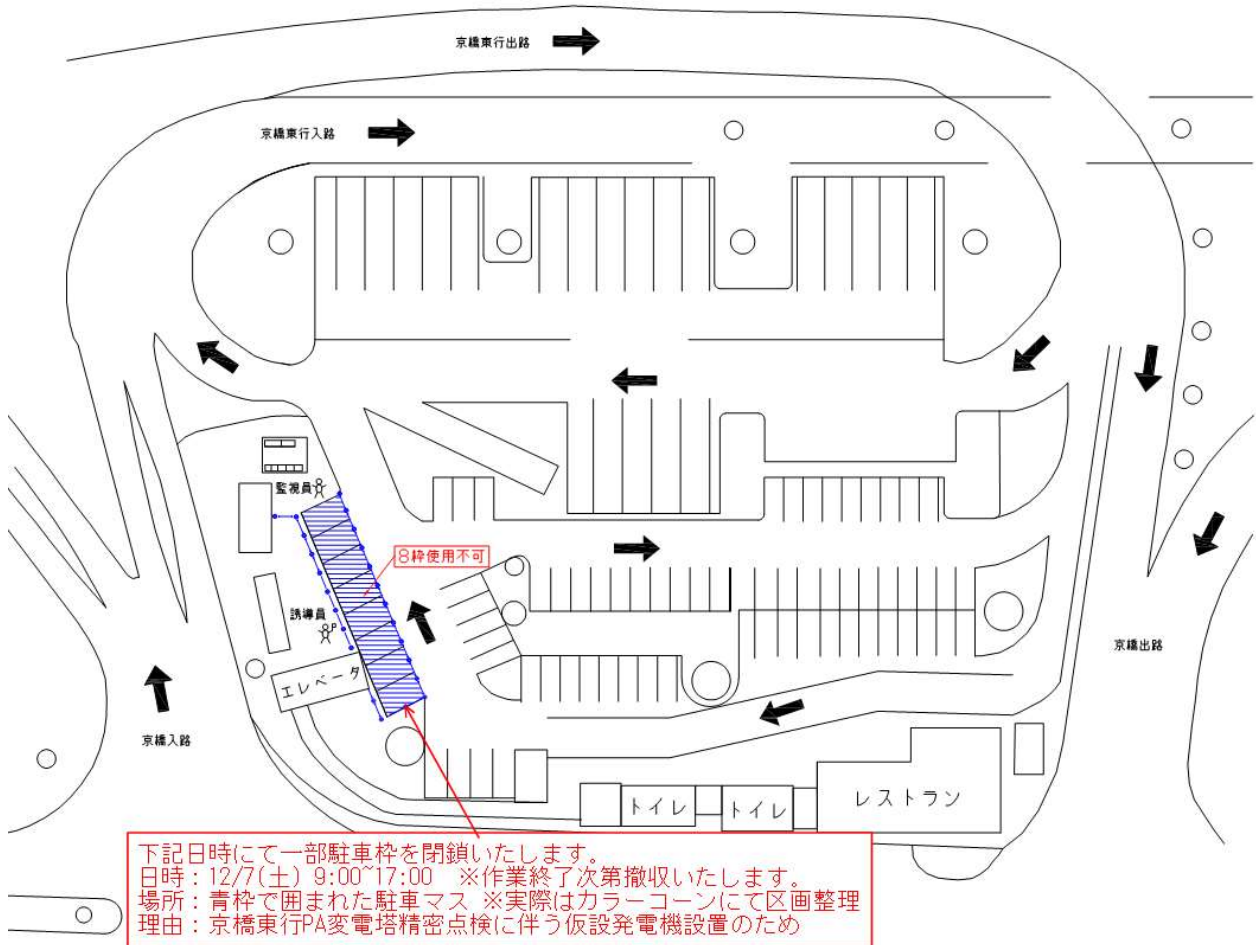 京橋東行出路
京橋東行入路
監視員
8枠使用不可
誘導員
P
エレベータ
京橋出路
京橋入路
トイレ
トイレ
レストラン
下記日時にて一部駐車枠を閉鎖いたします。
日時：12/7(土) 9:00~17:00　※作業終了次第撤収いたします。
場所：青枠で囲まれた駐車マス ※実際はカラーコーンにて区画整理
理由：京橋東行PA変電塔精密点検に伴う仮設発電機設置のため